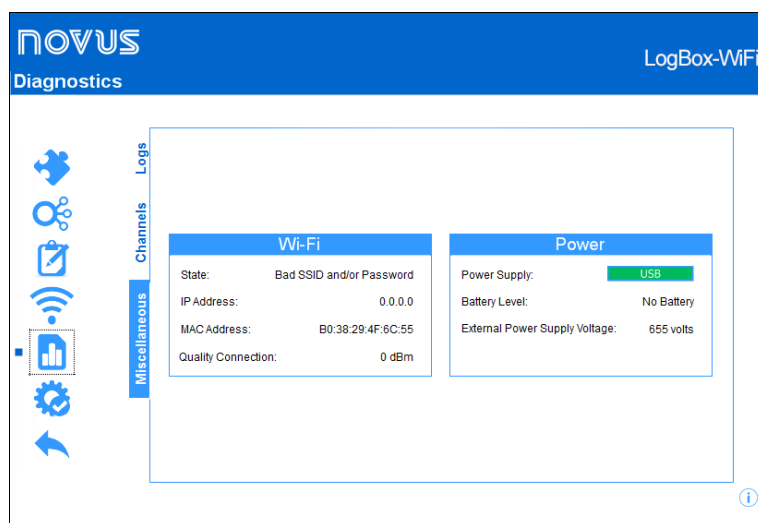 novus
LogBox-WiFi
Diagnostics
Logs
Channels
Miscellaneous
Wi-Fi
State: Bad SSID and/or Password
IP Address: 0.0.0.0
MAC Address: B0:38:29:4F:6C:55
Quality Connection: 0 dBm
Power
Power Supply: USB
Battery Level: No Battery
External Power Supply Voltage: 655 volts
i